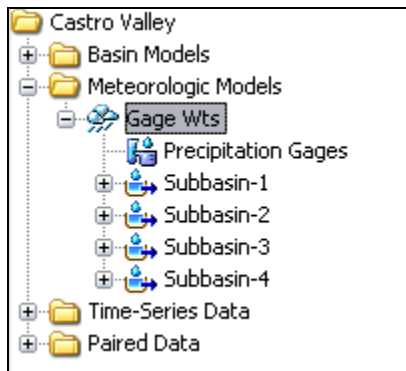 Castro Valley
Basin Models
Meteorologic Models
Gage Wts
Precipitation Gages
Subbasin-1
Subbasin-2
Subbasin-3
Subbasin-4
Time-Series Data
Paired Data